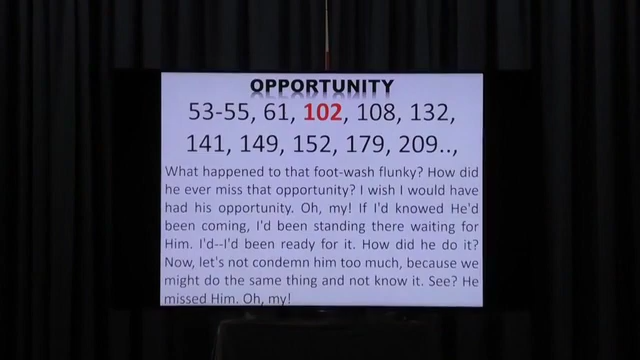 OPPORTUNITY
53-55, 61, 102, 108, 132,
141, 149, 152, 179, 209..,
What happened to that foot-wash flunky? How did
he ever miss that opportunity? I wish I would have
had his opportunity. Oh, my! If I'd knowed He'd
been coming, I'd been standing there waiting for
Him. I'd--I'd been ready for it. How did he do it?
Now, let's not condemn him too much, because we
might do the same thing and not know it. See? He
missed Him. Oh, my!